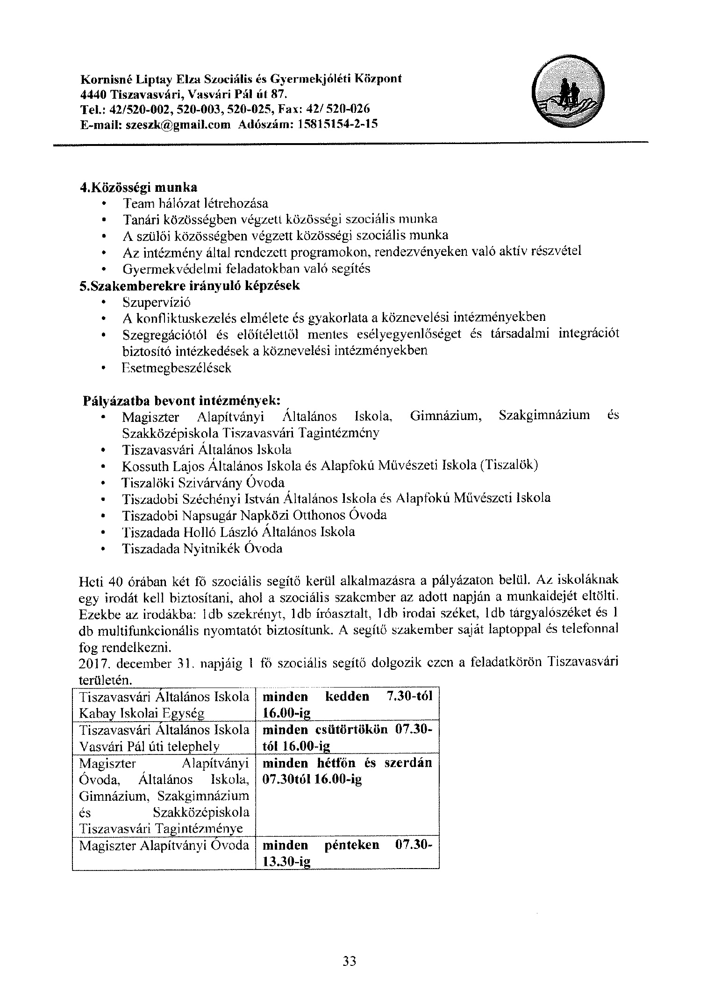 Kornisné Liptay Elza Szociális és Gyermekjóléti Központ
4440 Tiszavasvári, Vasvári Pál út 87.
Tel.: 42/520-002, 520-003, 520-025, Fax: 42/ 520-026
E-mail: szeszk@gmail.com Adószám: 15815154-2-15
4.Közösségi munka
• Team hálózat létrehozása
• Tanári közösségben végzett közösségi szociális munka
• A szülői közösségben végzett közösségi szociális munka
• Az intézmény által rendezett programokon, rendezvényeken való aktív részvétel
• Gyermekvédelmi feladatokban való segítés
5.Szakemberekre irányuló képzések
• Szupervízió
• A konfliktuskezelés elmélete és gyakorlata a köznevelési intézményekben
• Szegregációtól és előítélettől mentes esélyegyenlőséget és társadalmi integrációt
biztosító intézkedések a köznevelési intézményekben
• Esetmegbeszélések
Pályázatba bevont intézmények:
• Magiszter Alapítványi Általános Iskola, Gimnázium, Szakgimnázium és
Szakközépiskola Tiszavasvári Tagintézmény
• Tiszavasvári Általános Iskola
• Kossuth Lajos Általános Iskola és Alapfokú Művészeti Iskola (Tiszalök)
• Tiszalöki Szivárvány Óvoda
• Tiszadobi Széchényi István Általános Iskola és Alapfokú Művészeti Iskola
• Tiszadobi Napsugár Napközi Otthonos Óvoda
• Tiszadada Holló László Általános Iskola
• Tiszadada Nyitnikék Óvoda
Heti 40 órában két fő szociális segítő kerül alkalmazásra a pályázaton belül. Az iskoláknak
egy irodát kell biztosítani, ahol a szociális szakember az adott napján a munkaidejét eltölti.
Ezekbe az irodákba: 1db szekrényt, 1db íróasztalt, 1db irodai széket, 1db tárgyalószéket és 1
db multifunkcionális nyomtatót biztosítunk. A segítő szakember saját laptoppal és telefonnal
fog rendelkezni.
2017. december 31. napjáig 1 fő szociális segítő dolgozik ezen a feladatkörön Tiszavasvári
területén.
Tiszavasvári Általános Iskola minden kedden 7.30-tól
Kabay Iskolai Egység 16.00-ig
Tiszavasvári Általános Iskola minden csütörtökön 07.30-
Vasvári Pál úti telephely tól 16.00-ig
Magiszter Alapítványi minden hétfőn és szerdán
Óvoda, Általános Iskola, 07.30tól 16.00-ig
Gimnázium, Szakgimnázium
és Szakközépiskola
Tiszavasvári Tagintézménye
Magiszter Alapítványi Óvoda minden pénteken 07.30-
13.30-ig
33